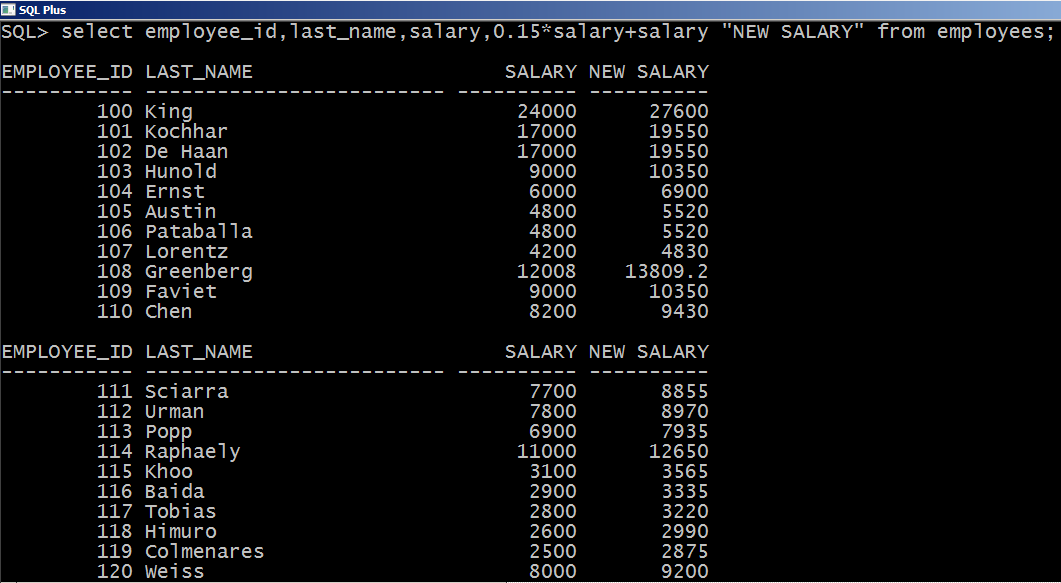 SQL Plus
SQL> select employee_id,last_name,salary,0.15*salary+salary "NEW SALARY" from employees;
EMPLOYEE_ID LAST_NAME                     SALARY NEW SALARY
----------- ------------------------- ---------- ----------
        100 King                           24000      27600
        101 Kochhar                        17000      19550
        102 De Haan                        17000      19550
        103 Hunold                          9000      10350
        104 Ernst                           6000       6900
        105 Austin                          4800       5520
        106 Pataballa                       4800       5520
        107 Lorentz                         4200       4830
        108 Greenberg                      12008    13809.2
        109 Faviet                          9000      10350
        110 Chen                            8200       9430
EMPLOYEE_ID LAST_NAME                     SALARY NEW SALARY
----------- ------------------------- ---------- ----------
        111 Sciarra                         7700       8855
        112 Urman                           7800       8970
        113 Popp                            6900       7935
        114 Raphaely                       11000      12650
        115 Khoo                            3100       3565
        116 Baida                           2900       3335
        117 Tobias                          2800       3220
        118 Himuro                          2600       2990
        119 Colmenares                      2500       2875
        120 Weiss                           8000       9200